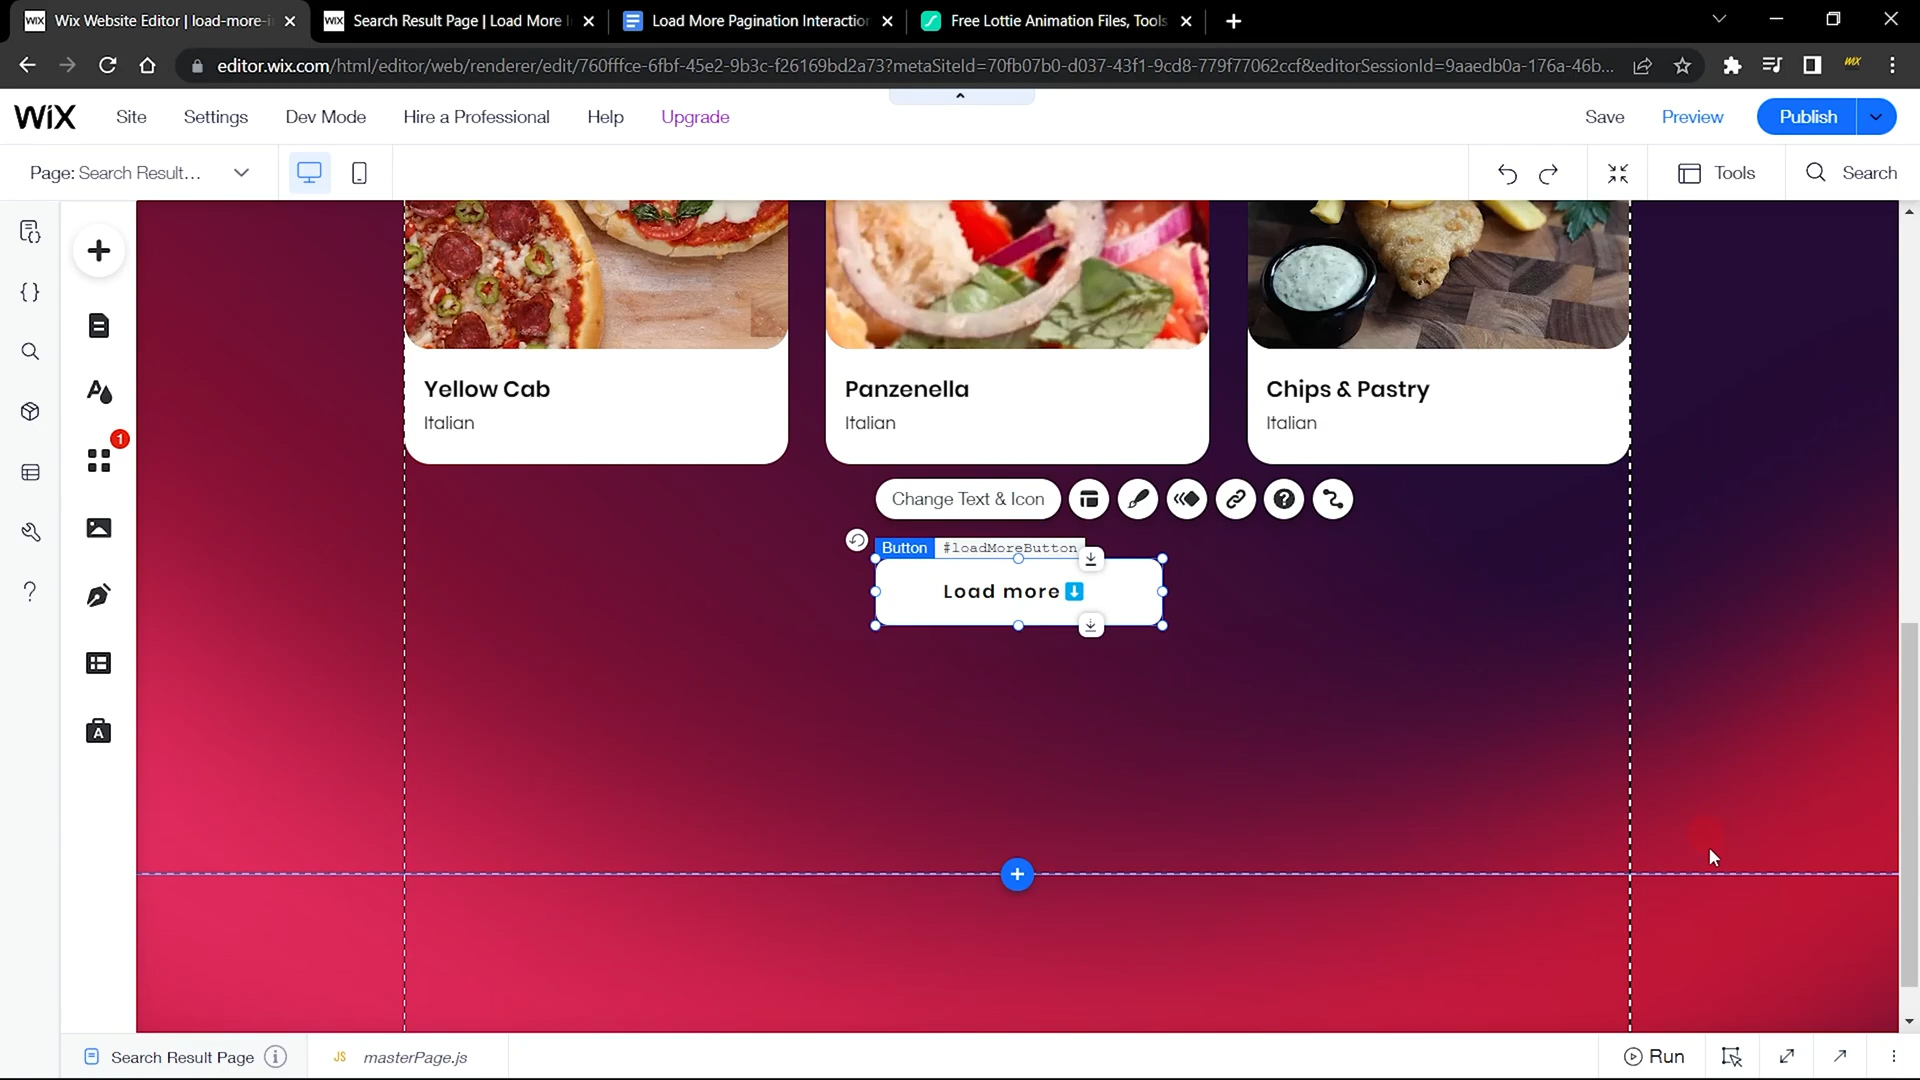 Wix Website Editor | load-more-i
Search Result Page | Load More I
Load More Pagination Interaction
Free Lottie Animation Files, Tools
editor.wix.com/html/editor/web/renderer/edit/760fffce-6fbf-45e2-9b3c-f26169bd2a73?metaSiteId=70fb07b0-d037-43f1-9cd8-779f77062ccf&editorSessionId=9aaedb0a-176a-46b...
WiX
Site
Settings
Dev Mode
Hire a Professional
Help
Upgrade
Save
Preview
Publish
Page: Search Result...
Tools
Search
1
Yellow Cab
Italian
Panzenella
Italian
Chips & Pastry
Italian
Change Text & Icon
Button #loadMoreButton
Load more
Search Result Page
JS masterPage.js
Run